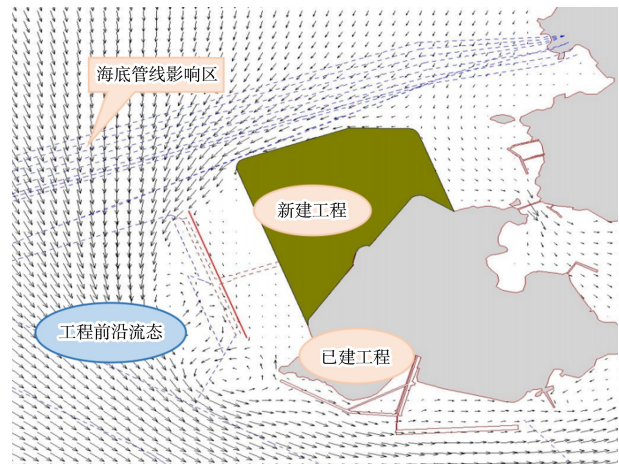 海底管线影响区
新建工程
工程前沿流态
已建工程